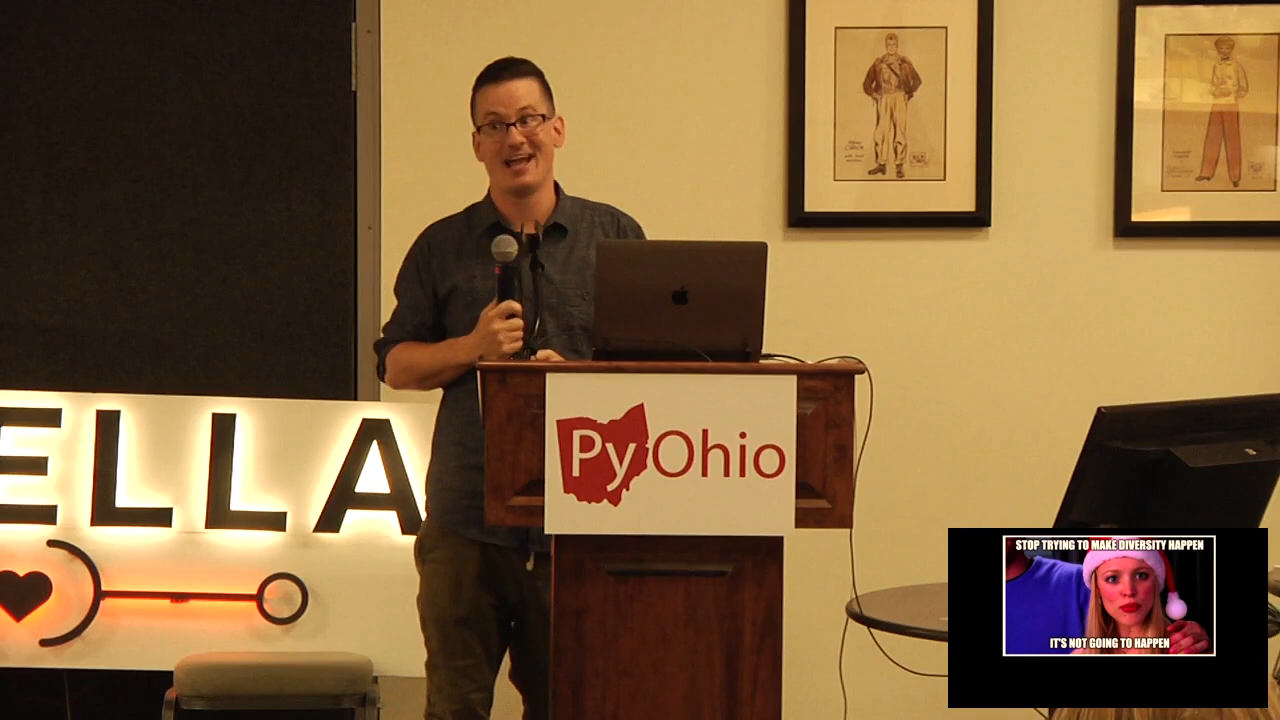 ELLA
PyOhio
STOP TRYING TO MAKE DIVERSITY HAPPEN
IT'S NOT GOING TO HAPPEN